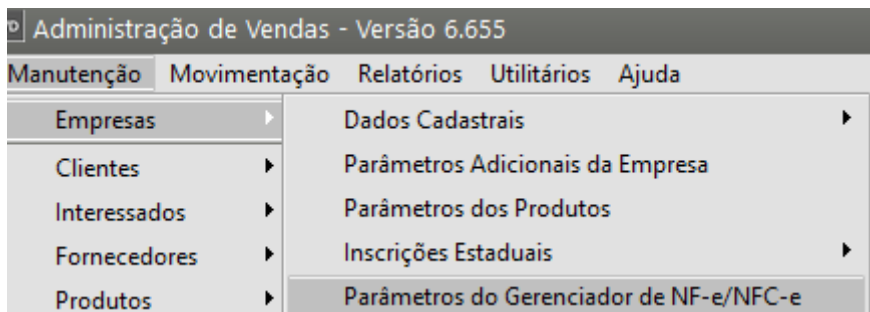 Administração de Vendas - Versão 6.655
Manutenção Movimentação Relatórios Utilitários Ajuda
Empresas Dados Cadastrais
Clientes Parâmetros Adicionais da Empresa
Interessados Parâmetros dos Produtos
Fornecedores Inscrições Estaduais
Produtos Parâmetros do Gerenciador de NF-e/NFC-e